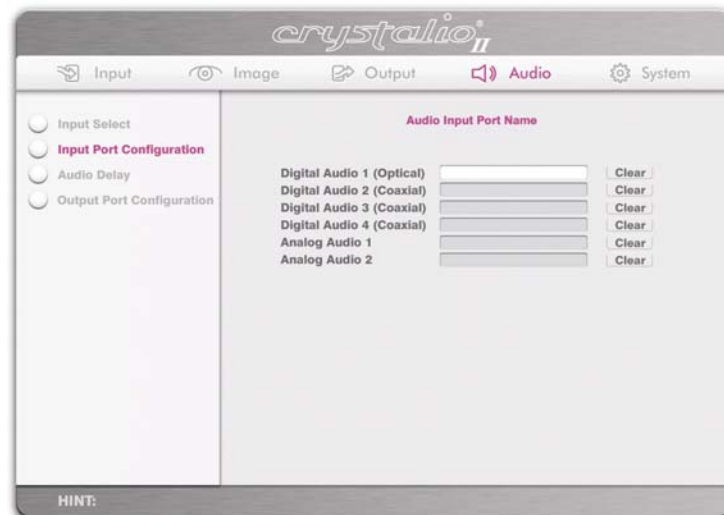 crystalio® II
Input Image Output Audio System
Input Select
Input Port Configuration
Audio Delay
Output Port Configuration
Audio Input Port Name
Digital Audio 1 (Optical) Clear
Digital Audio 2 (Coaxial) Clear
Digital Audio 3 (Coaxial) Clear
Digital Audio 4 (Coaxial) Clear
Analog Audio 1 Clear
Analog Audio 2 Clear
HINT: